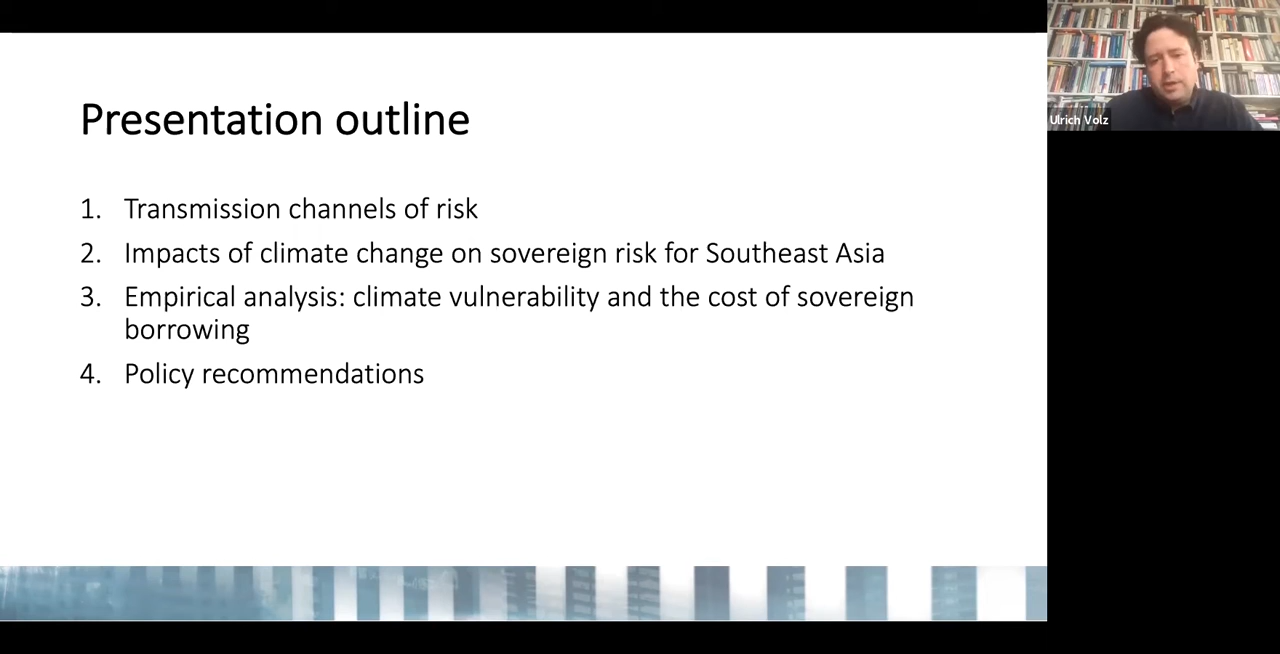 Presentation outline
1. Transmission channels of risk
2. Impacts of climate change on sovereign risk for Southeast Asia
3. Empirical analysis: climate vulnerability and the cost of sovereign
borrowing
4. Policy recommendations
Ulrich Volz